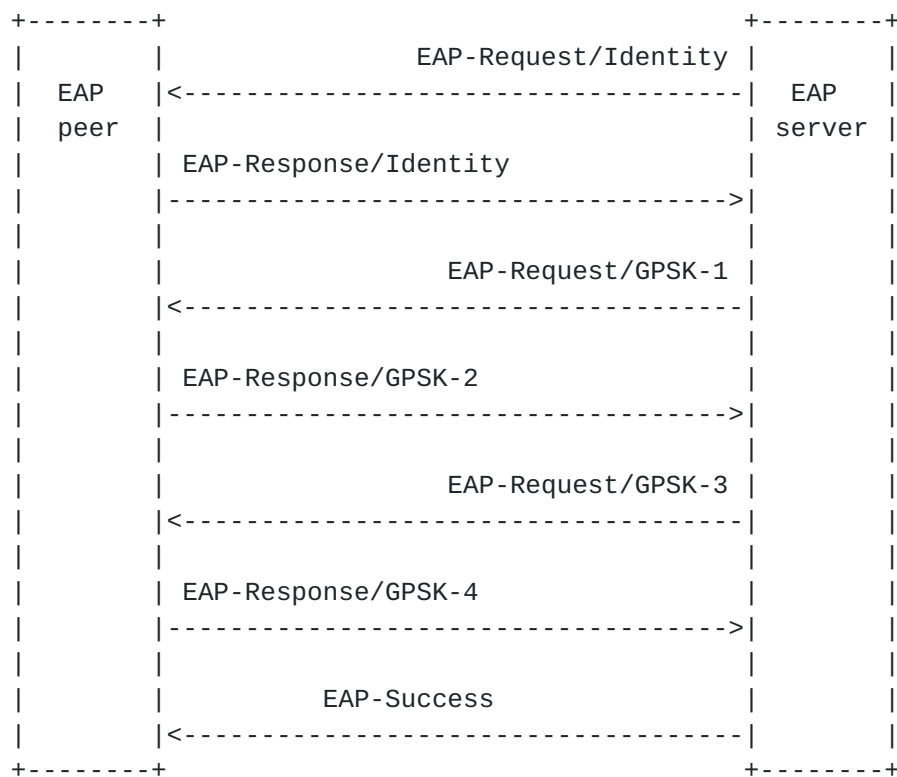 EAP-Request/Identity
EAP EAP
peer server
EAP-Response/Identity
EAP-Request/GPSK-1
EAP-Response/GPSK-2
EAP-Request/GPSK-3
EAP-Response/GPSK-4
EAP-Success